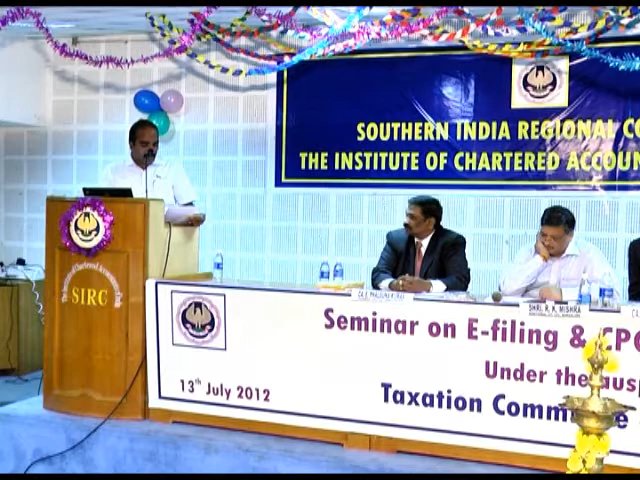 SOUTHERN INDIA REGIONAL CO
THE INSTITUTE OF CHARTERED ACCOUN
SIRC
SHRI. R. K. MISHRA
Seminar on E-filing & CPC
Under the ausp
13th July 2012
Taxation Comm